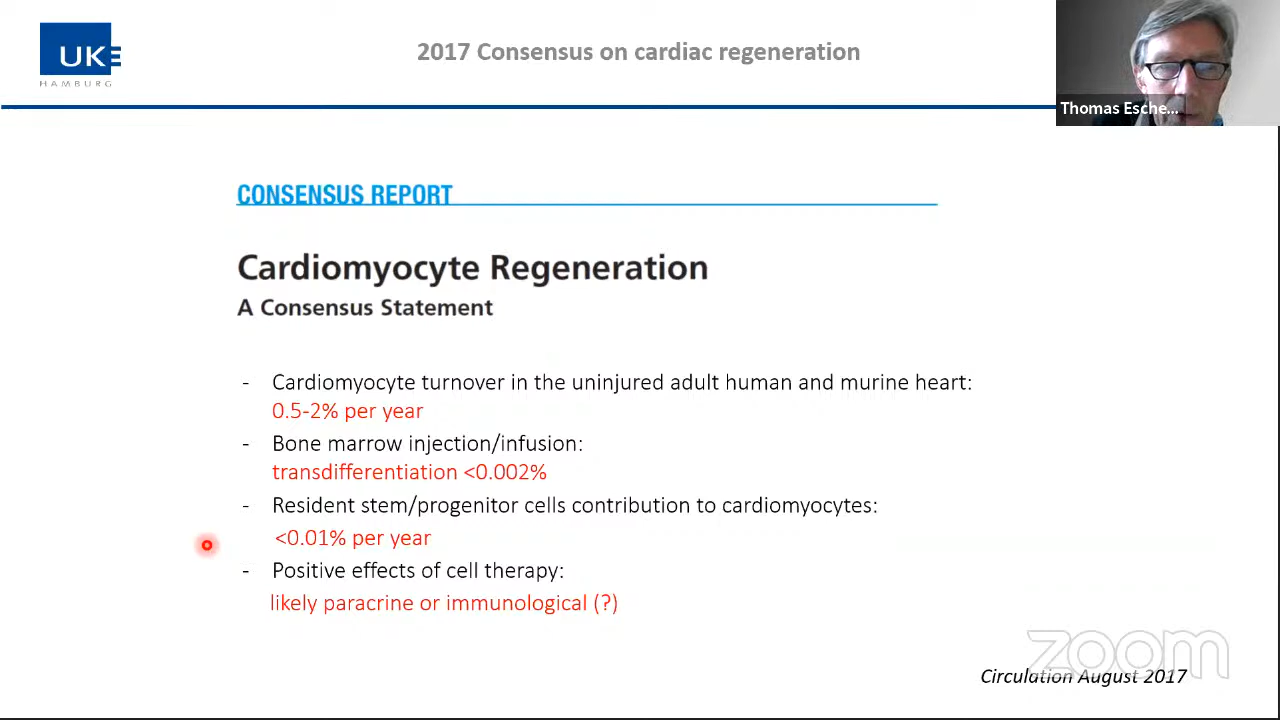 UKE
HAMBURG
2017 Consensus on cardiac regeneration
Thomas Esche...
CONSENSUS REPORT
Cardiomyocyte Regeneration
A Consensus Statement
- Cardiomyocyte turnover in the uninjured adult human and murine heart:
0.5-2% per year
- Bone marrow injection/infusion:
transdifferentiation <0.002%
- Resident stem/progenitor cells contribution to cardiomyocytes:
<0.01% per year
- Positive effects of cell therapy:
likely paracrine or immunological (?)
zoom
Circulation August 2017